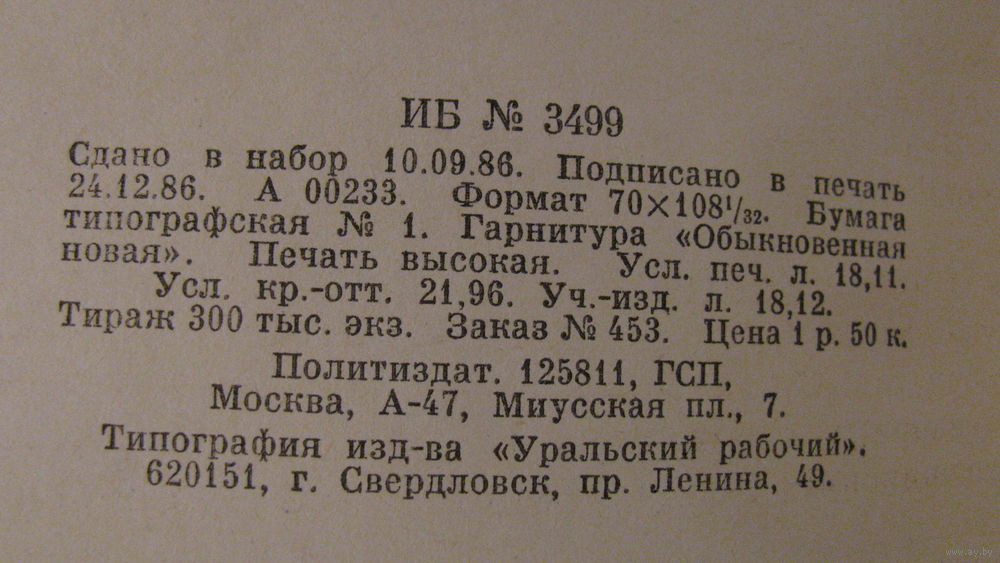 ИБ № 3499
Сдано в набор 10.09.86. Подписано в печать
24.12.86. А 00233. Формат 70×108¹/₃₂. Бумага
типографская № 1. Гарнитура «Обыкновенная
новая». Печать высокая. Усл. печ. л. 18,11.
Усл. кр.-отт. 21,96. Уч.-изд. л. 18,12.
Тираж 300 тыс. экз. Заказ № 453. Цена 1 р. 50 к.
Политиздат. 125811, ГСП,
Москва, А-47, Миусская пл., 7.
Типография изд-ва «Уральский рабочий».
620151, г. Свердловск, пр. Ленина, 49.
www.ay.by